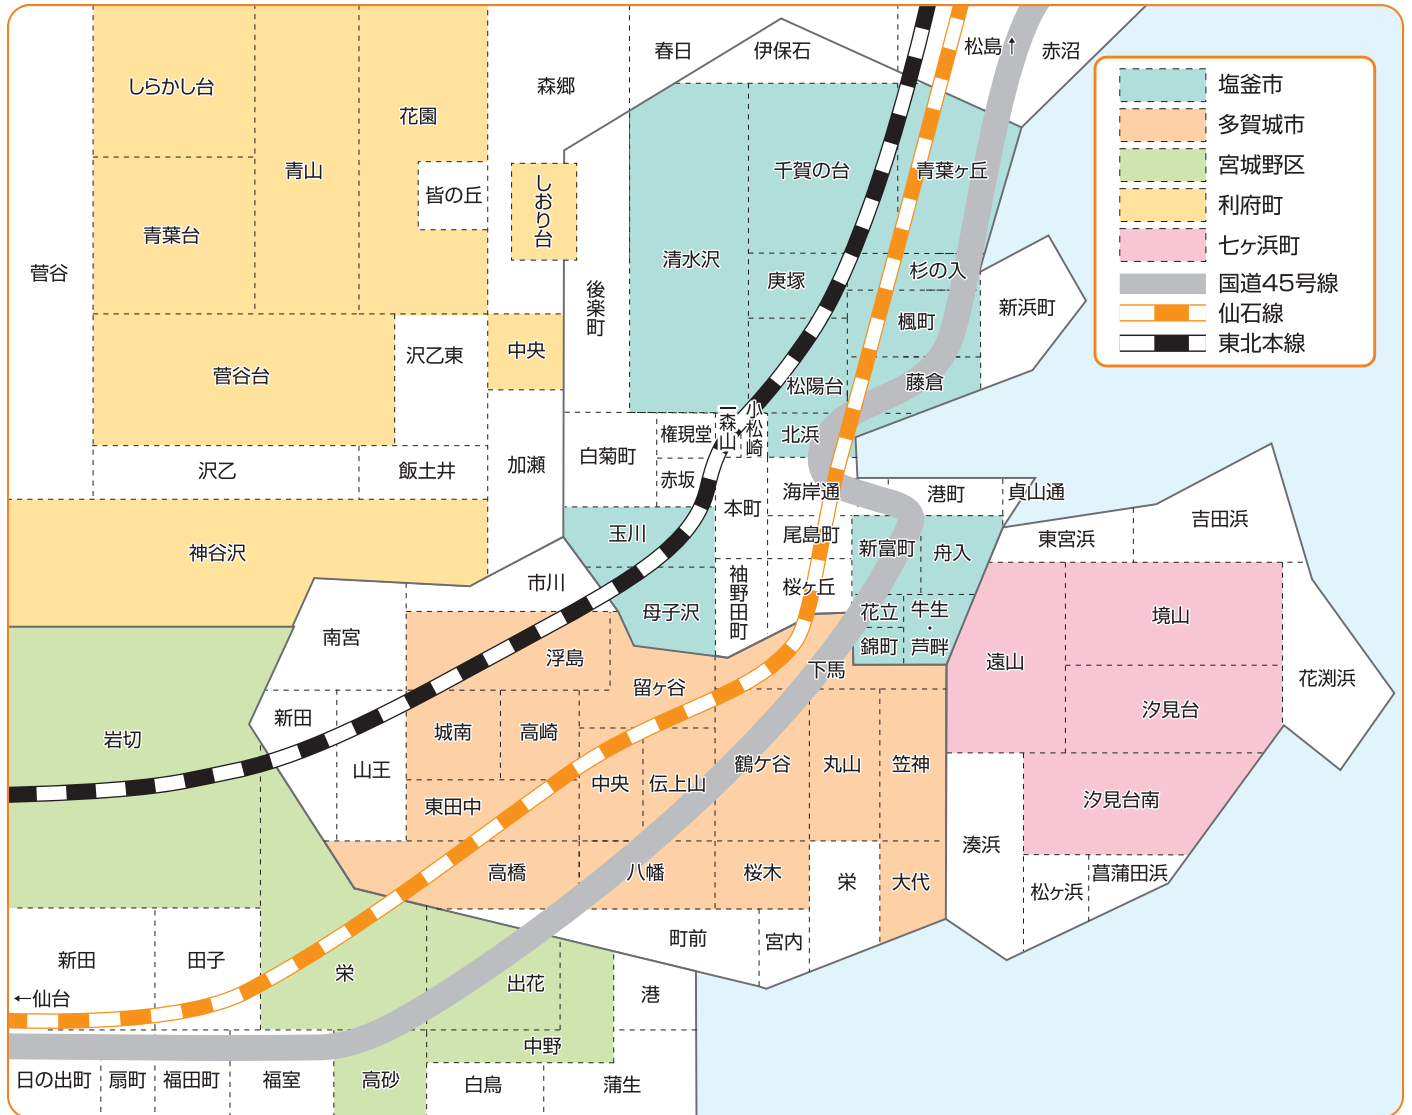 しらかし台
花園
森郷
春日
伊保石
松島↑
赤沼
青山
皆の丘
しおり台
青葉台
菅谷
清水沢
千賀の台
青葉ヶ丘
庚塚
杉の入
後楽町
楓町
新浜町
沢乙東
中央
菅谷台
松陽台
藤倉
沢乙
飯土井
加瀬
白菊町
権現堂
一森山
小松崎
北浜
赤坂
本町
海岸通
港町
貞山通
神谷沢
玉川
尾島町
新富町
舟入
東宮浜
吉田浜
市川
母子沢
袖野田町
桜ヶ丘
花立
牛生・芦畔
錦町
南宮
浮島
留ヶ谷
下馬
遠山
境山
汐見台
花渕浜
岩切
新田
山王
城南
高崎
東田中
中央
伝上山
鶴ケ谷
丸山
笠神
汐見台南
高橋
八幡
桜木
栄
大代
湊浜
松ヶ浜
菖蒲田浜
新田
田子
栄
町前
宮内
←仙台
出花
港
中野
日の出町
扇町
福田町
福室
高砂
白鳥
蒲生
塩釜市
多賀城市
宮城野区
利府町
七ヶ浜町
国道45号線
仙石線
東北本線